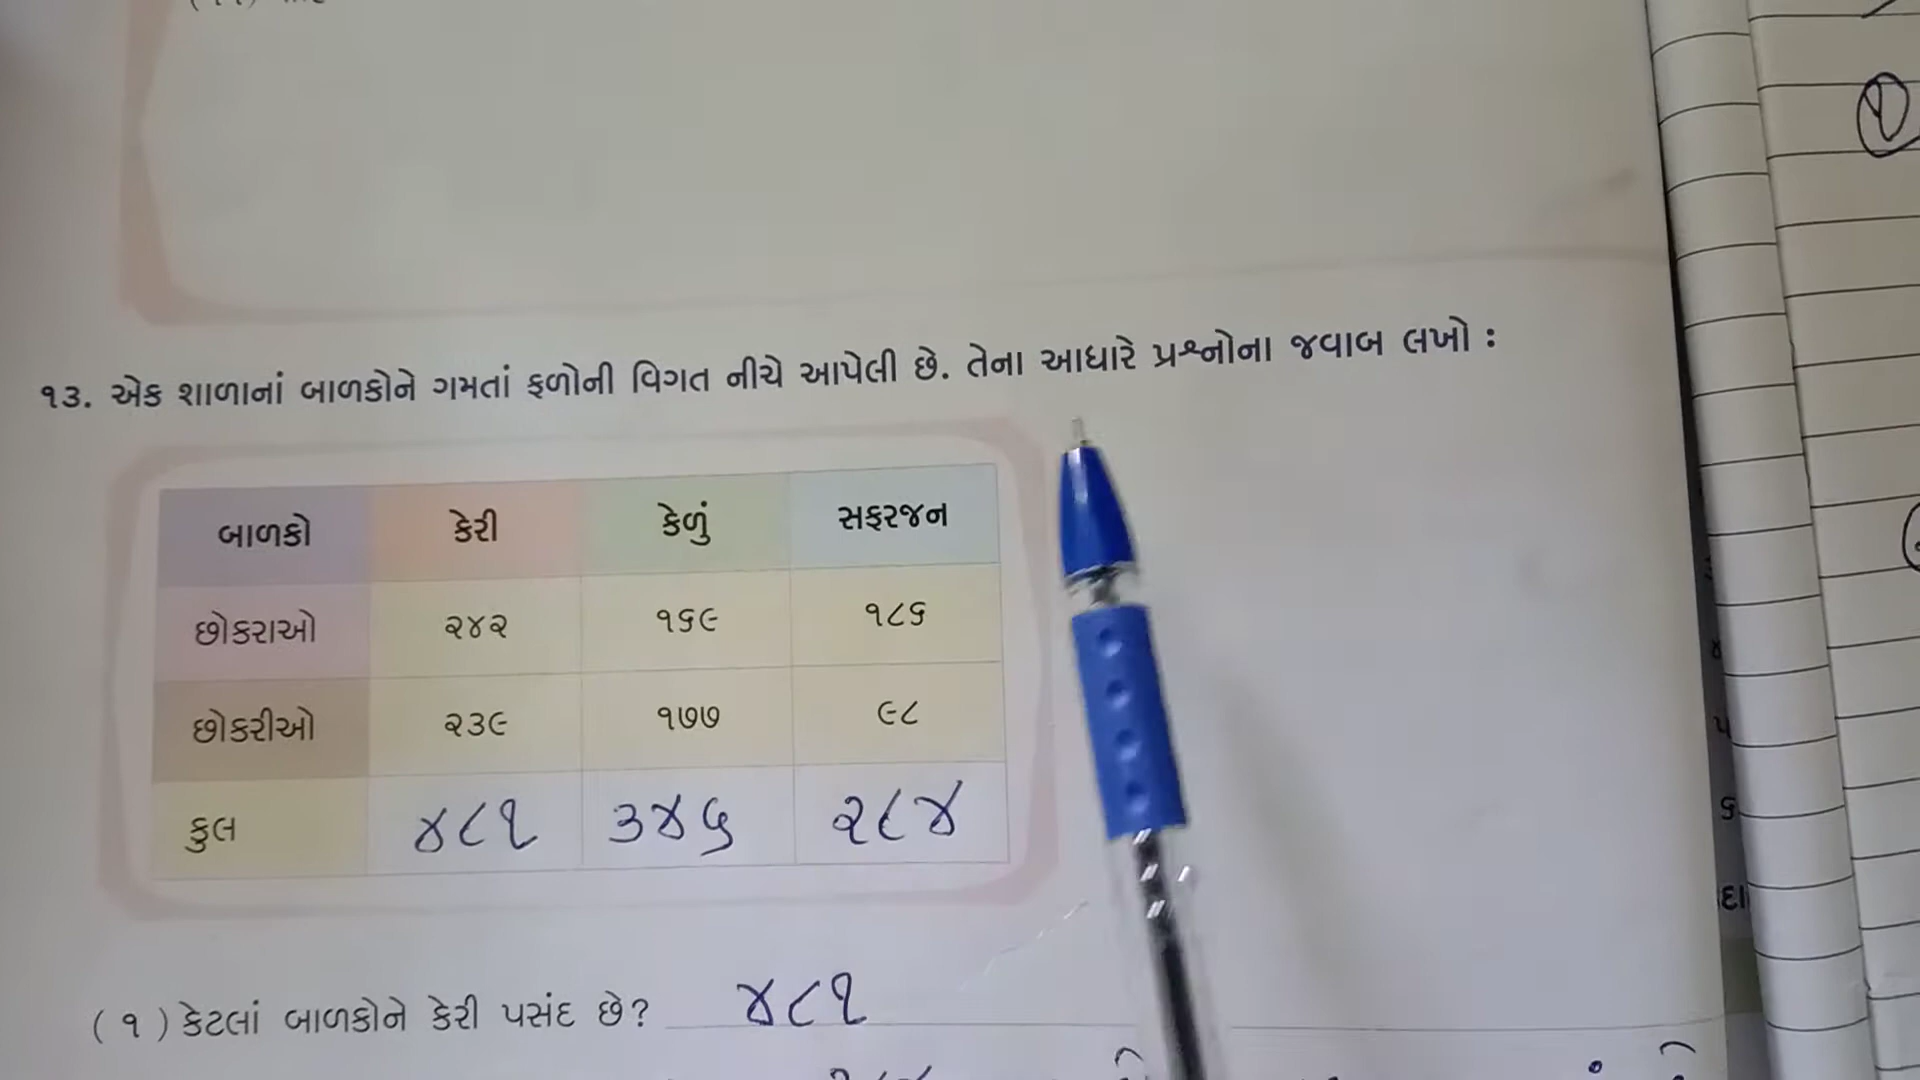 ૧૩. એક શાળાનાં બાળકોને ગમતાં ફળોની વિગત નીચે આપેલી છે. તેના આધારે પ્રશ્નોના જવાબ લખો :
બાળકો કેરી કેળું સફરજન
છોકરાઓ ૨૪૨ ૧૬૯ ૧૮૬
છોકરીઓ ૨૩૯ ૧૭૭ ૯૮
કુલ ૪૮૧ ૩૪૬ ૨૮૪
(૧) કેટલાં બાળકોને કેરી પસંદ છે? ૪૮૧